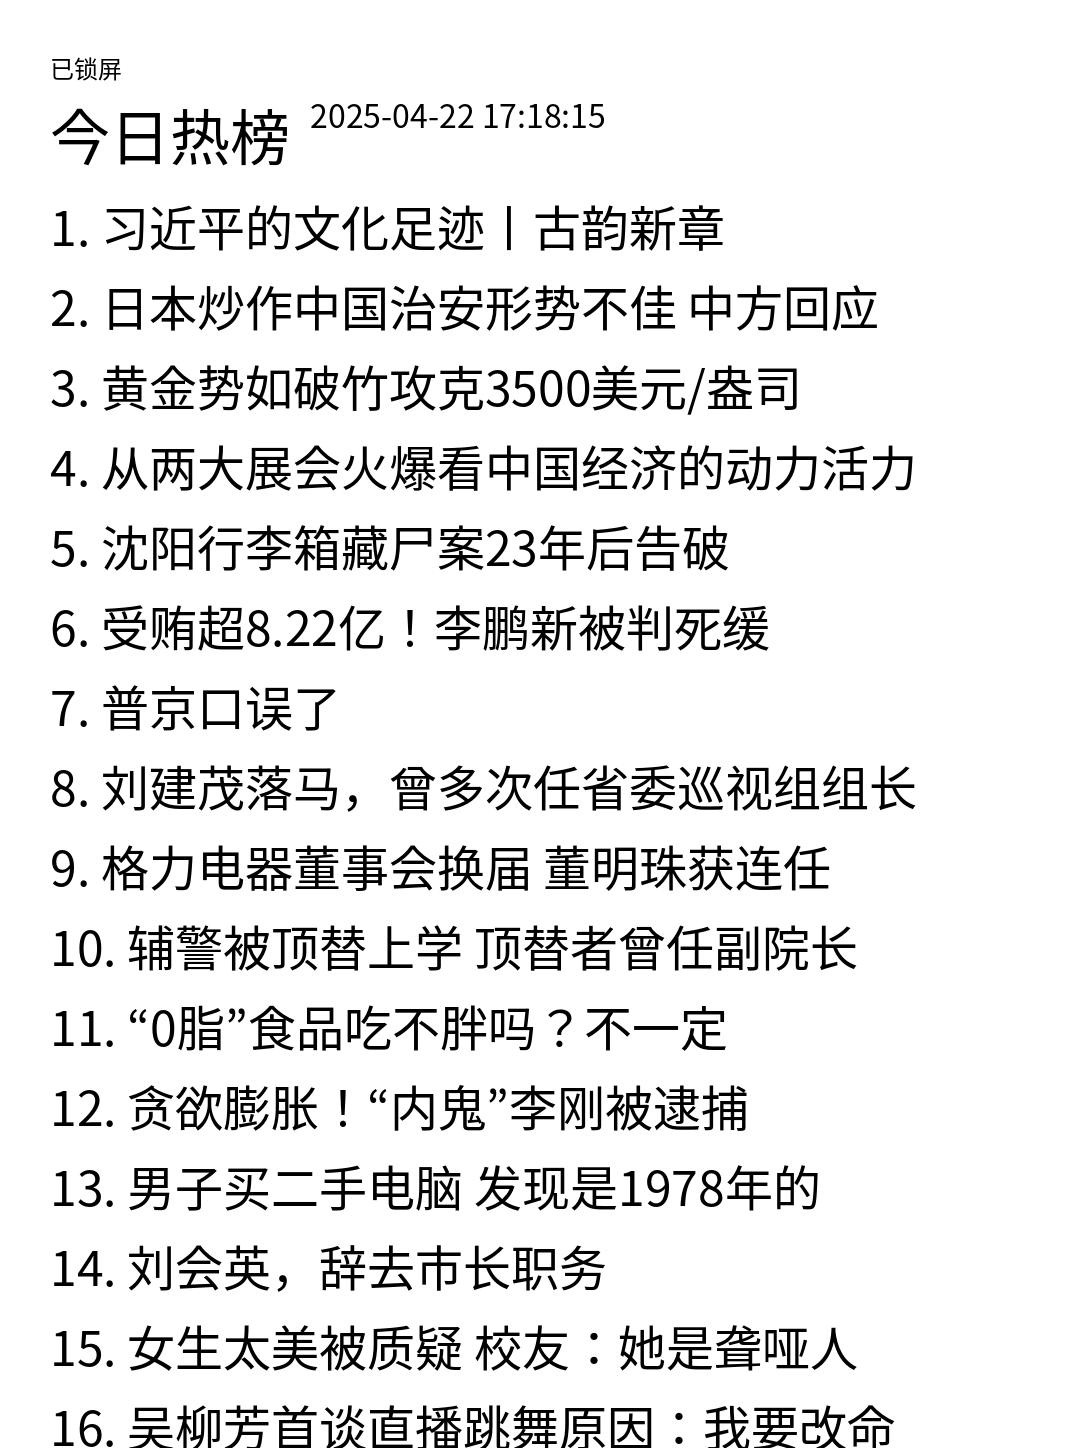 已锁屏
今日热榜 2025-04-22 17:18:15
1. 习近平的文化足迹丨古韵新章
2. 日本炒作中国治安形势不佳 中方回应
3. 黄金势如破竹攻克3500美元/盎司
4. 从两大展会火爆看中国经济的动力活力
5. 沈阳行李箱藏尸案23年后告破
6. 受贿超8.22亿！李鹏新被判死缓
7. 普京口误了
8. 刘建茂落马，曾多次任省委巡视组组长
9. 格力电器董事会换届 董明珠获连任
10. 辅警被顶替上学 顶替者曾任副院长
11. “0脂”食品吃不胖吗？不一定
12. 贪欲膨胀！“内鬼”李刚被逮捕
13. 男子买二手电脑 发现是1978年的
14. 刘会英，辞去市长职务
15. 女生太美被质疑 校友：她是聋哑人
16. 吴柳芳首谈直播跳舞原因：我要改命